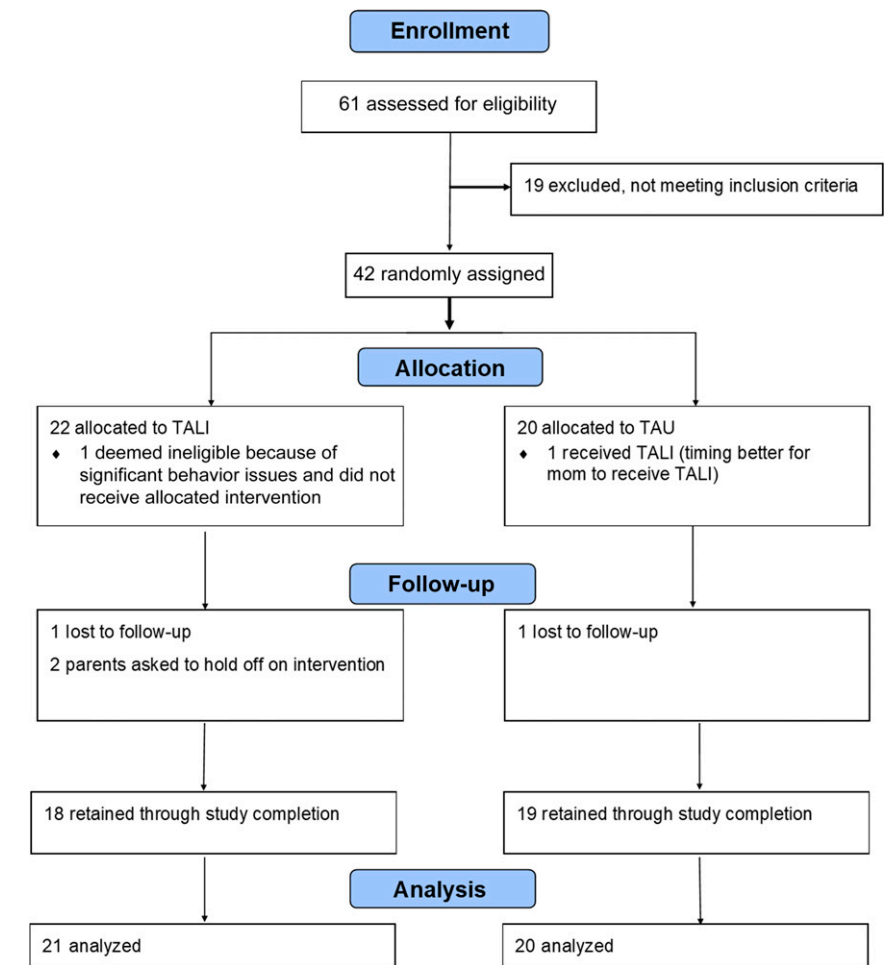 Enrollment
61 assessed for eligibility
19 excluded, not meeting inclusion criteria
42 randomly assigned
Allocation
22 allocated to TALI
♦ 1 deemed ineligible because of
significant behavior issues and did not
receive allocated intervention
20 allocated to TAU
♦ 1 received TALI (timing better for
mom to receive TALI)
Follow-up
1 lost to follow-up
2 parents asked to hold off on intervention
1 lost to follow-up
18 retained through study completion
19 retained through study completion
Analysis
21 analyzed
20 analyzed